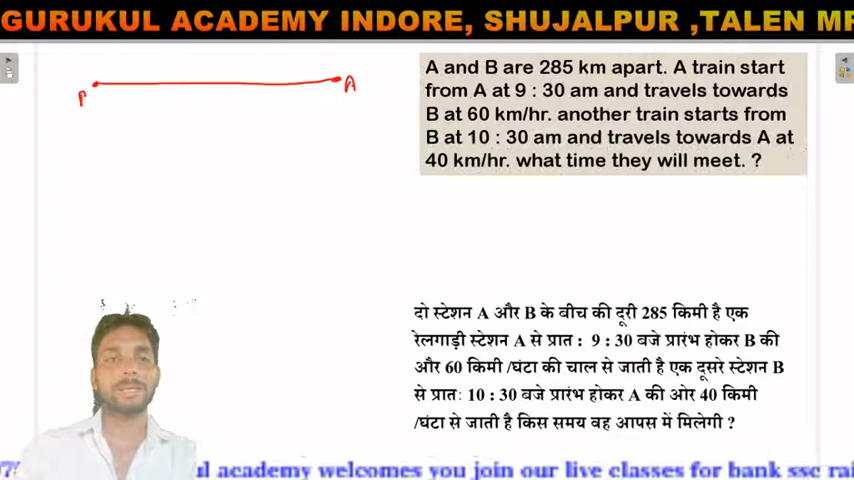 GURUKUL ACADEMY INDORE, SHUJALPUR ,TALEN MP
A
A and B are 285 km apart. A train start
from A at 9 : 30 am and travels towards
B at 60 km/hr. another train starts from
B at 10 : 30 am and travels towards A at
40 km/hr. what time they will meet. ?
दो स्टेशन A और B के बीच की दूरी 285 किमी है एक
रेलगाड़ी स्टेशन A से प्रात : 9 : 30 बजे प्रारंभ होकर B की
और 60 किमी /घंटा की चाल से जाती है एक दूसरे स्टेशन B
से प्रातः 10 : 30 बजे प्रारंभ होकर A की ओर 40 किमी
/घंटा से जाती है किस समय वह आपस में मिलेगी ?
academy welcomes you join our live classes for bank ssc